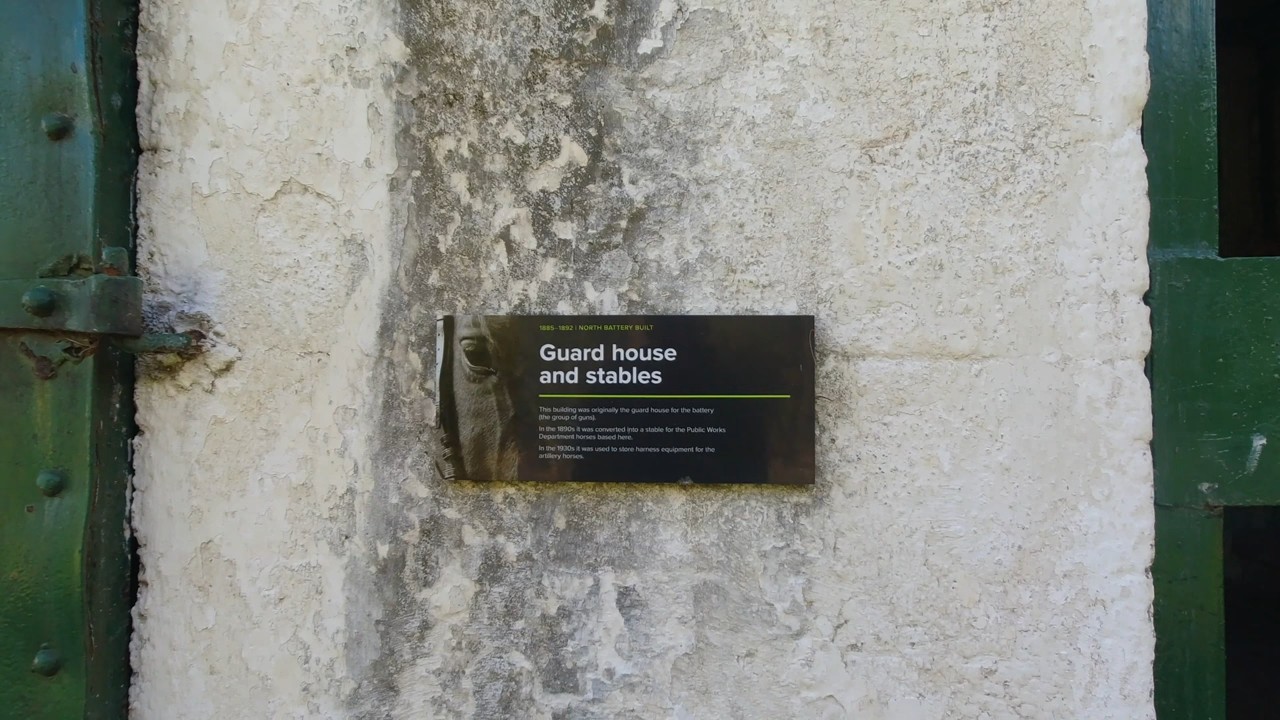 1885–1892 | NORTH BATTERY BUILT
Guard house
and stables
This building was originally the guard house for the battery
(the group of guns).
In the 1890s it was converted into a stable for the Public Works
Department horses based here.
In the 1930s it was used to store harness equipment for the
artillery horses.